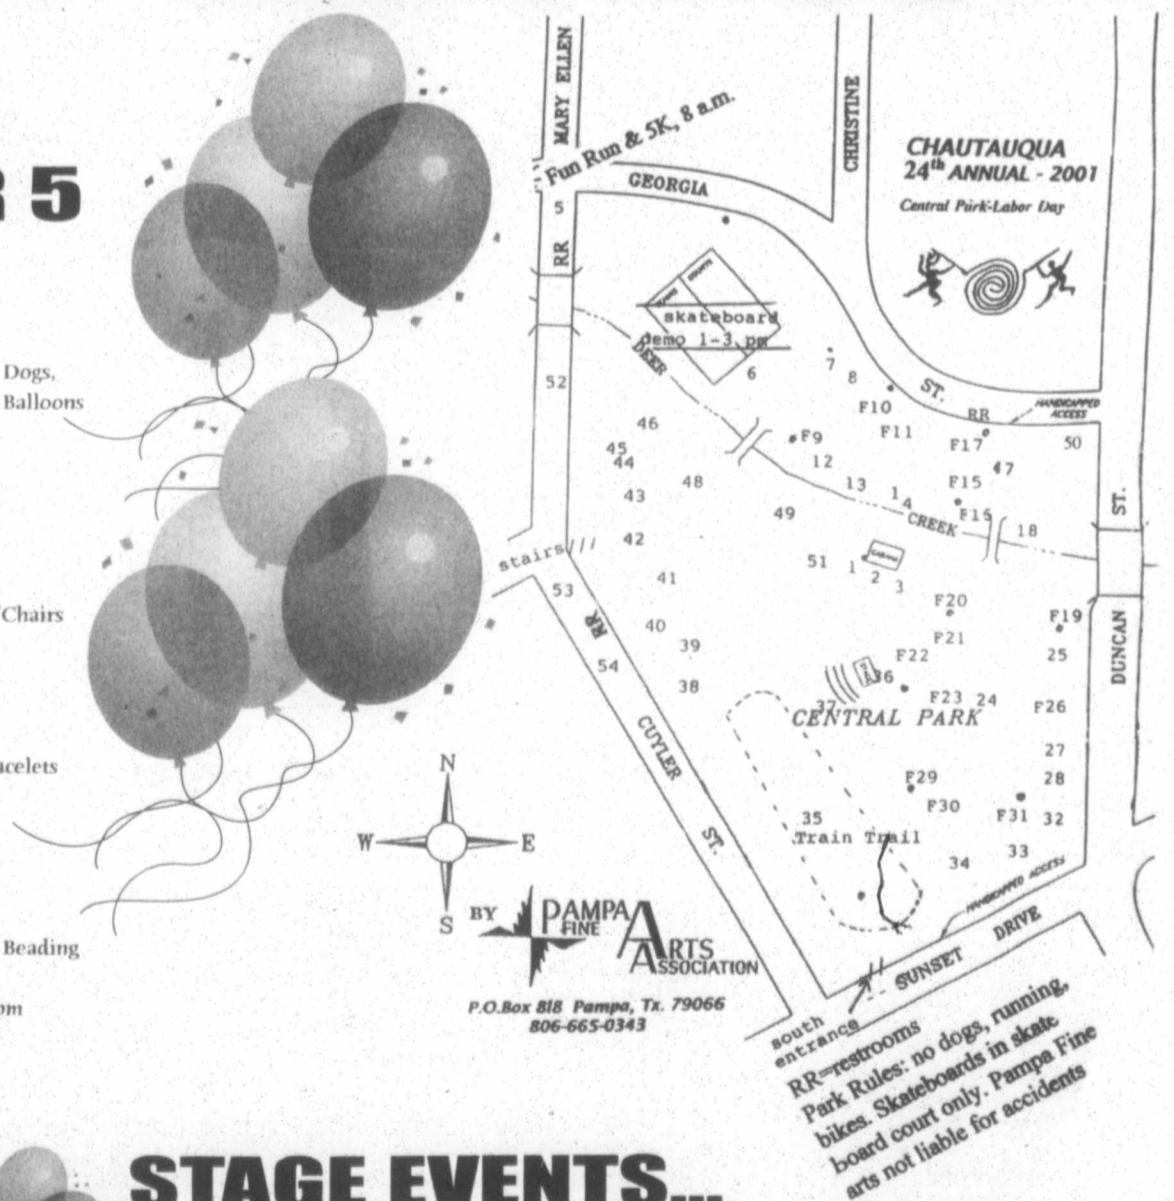 R 5
Dogs,
Balloons
Chairs
Beading
pm
MARY ELLEN
Fun Run & 5K, 8 a.m.
GEORGIA
CHRISTINE
CHAUTAUQUA
24th ANNUAL - 2001
Central Park-Labor Day
5
RR
TENNIS
COURTS
skateboard
demo 1-3 pm
DEER
6
7
8
F10
F11
ST.
RR
HANDICAPPED
ACCESS
F17
50
52
46
45
44
43
48
42
F9
12
13
14
47
F15
F16
CREEK
18
49
51
1
2
3
ST.
stairs
53
RR
54
41
40
39
38
F20
F21
F22
F19
25
DUNCAN
36
37
F23
24
F26
CENTRAL PARK
27
28
F29
F30
F31
32
33
34
35
Train Trail
CUYLER
ST.
HANDICAPPED ACCESS
SUNSET DRIVE
south
entrance
N
W
E
S
BY
PAMPA
FINE
ARTS
ASSOCIATION
P.O.Box 818 Pampa, Tx. 79066
806-665-0343
RR=restrooms
Park Rules: no dogs, running,
bikes. Skateboards in skate
board court only. Pampa Fine
arts not liable for accidents
STAGE EVENTS...